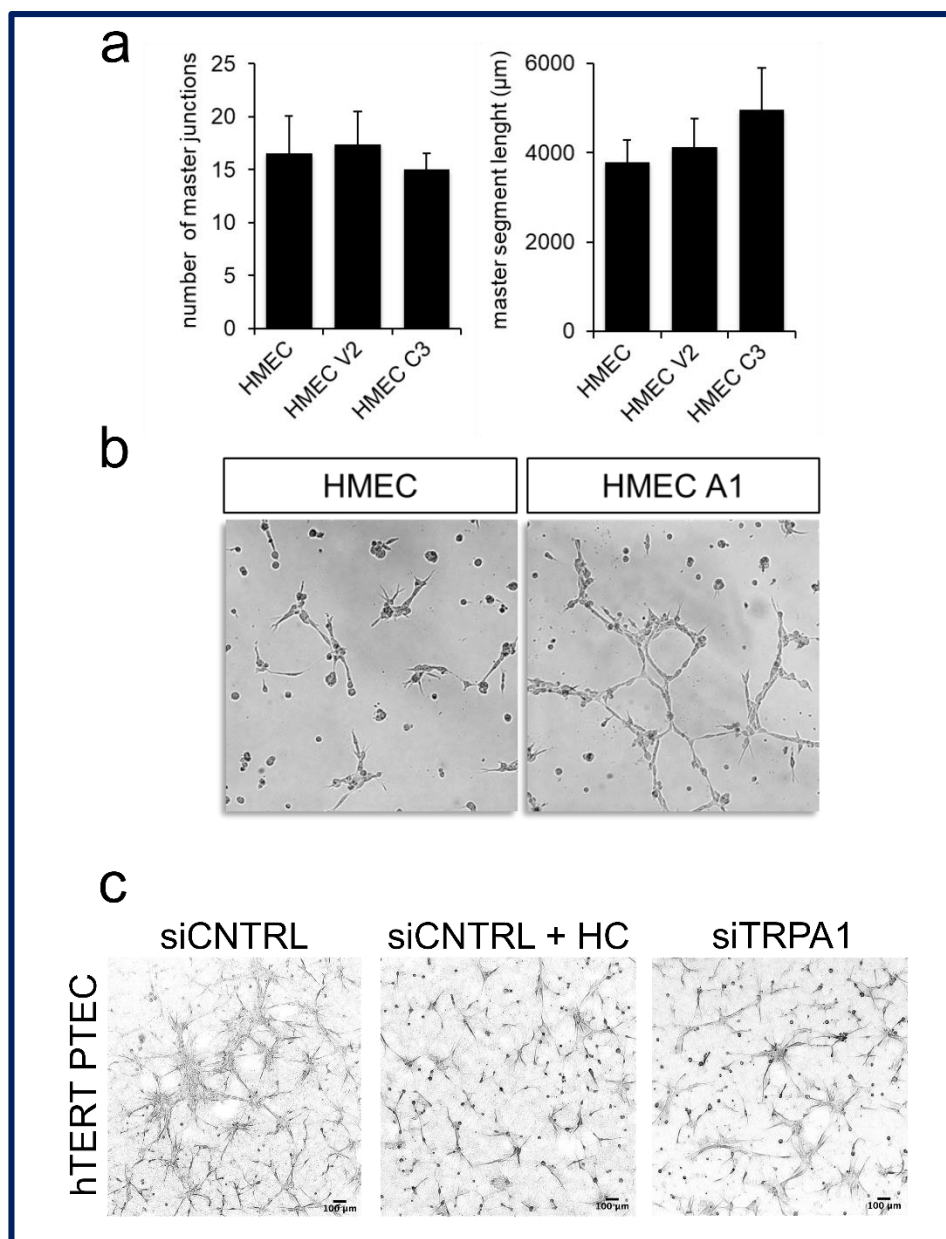 a
number of master junctions
25
20
15
10
5
0
HMEC
HMEC V2
HMEC C3
master segment lenght (µm)
6000
4000
2000
0
HMEC
HMEC V2
HMEC C3
b
HMEC
HMEC A1
c
siCNTRL
siCNTRL + HC
siTRPA1
hTERT PTEC
100 µm
100 µm
100 µm